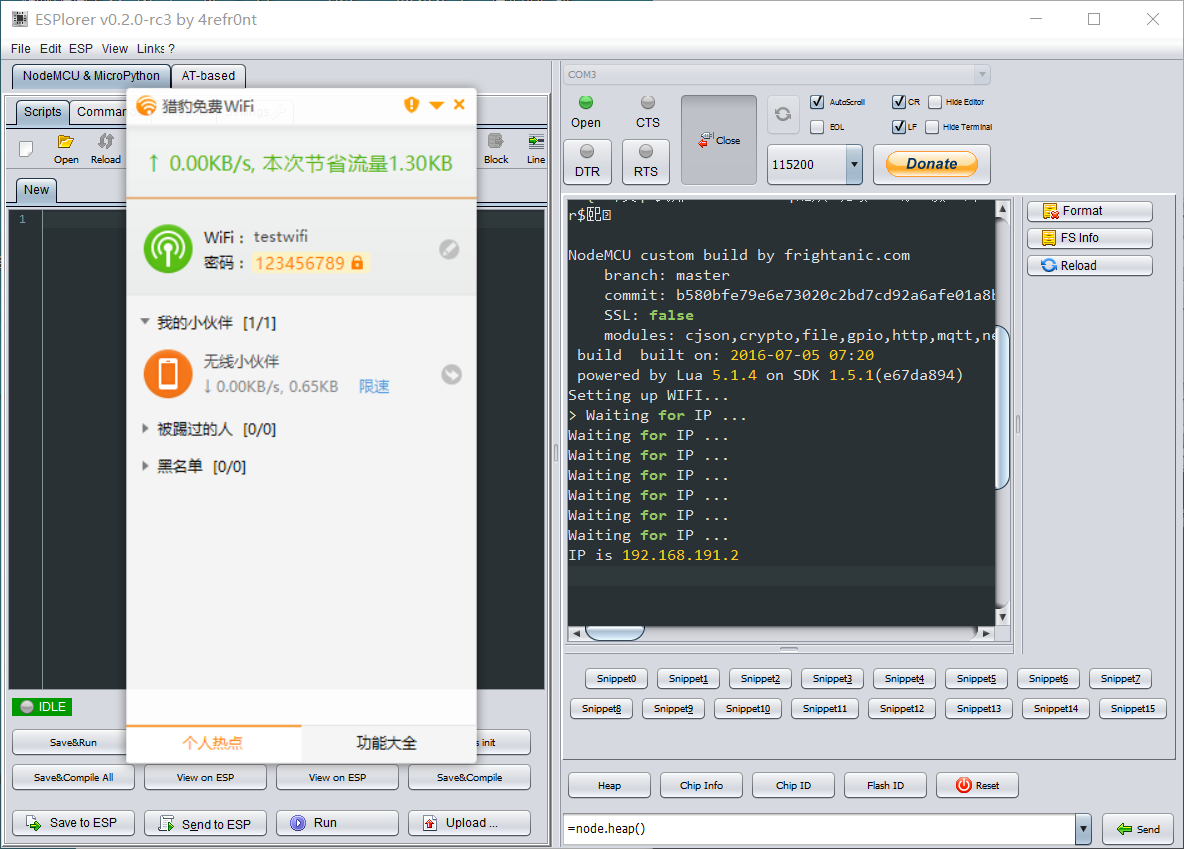 ESPlorer v0.2.0-rc3 by 4refr0nt
File Edit ESP View Links ?
NodeMCU & MicroPython AT-based
Scripts
Open Reload
Block Line
New
1
猎豹免费WiFi
↑ 0.00KB/s, 本次节省流量1.30KB
WiFi： testwifi
密码： 123456789
我的小伙伴 [1/1]
无线小伙伴
↓ 0.00KB/s, 0.65KB 限速
被踢过的人 [0/0]
黑名单 [0/0]
个人热点 功能大全
IDLE
Save&Run
init
Save&Compile All View on ESP View on ESP Save&Compile
Save to ESP Send to ESP Run Upload ...
COM3
Open CTS
DTR RTS
Close
AutoScroll CR Hide Editor
EOL LF Hide Terminal
115200 Donate
NodeMCU custom build by frightanic.com
branch: master
commit: b580bfe79e6e73020c2bd7cd92a6afe01a8b
SSL: false
modules: cjson,crypto,file,gpio,http,mqtt,ne
build built on: 2016-07-05 07:20
powered by Lua 5.1.4 on SDK 1.5.1(e67da894)
Setting up WIFI...
> Waiting for IP ...
Waiting for IP ...
Waiting for IP ...
Waiting for IP ...
Waiting for IP ...
Waiting for IP ...
Waiting for IP ...
IP is 192.168.191.2
Format
FS Info
Reload
Snippet0 Snippet1 Snippet2 Snippet3 Snippet4 Snippet5 Snippet6 Snippet7
Snippet8 Snippet9 Snippet10 Snippet11 Snippet12 Snippet13 Snippet14 Snippet15
Heap Chip Info Chip ID Flash ID Reset
=node.heap() Send